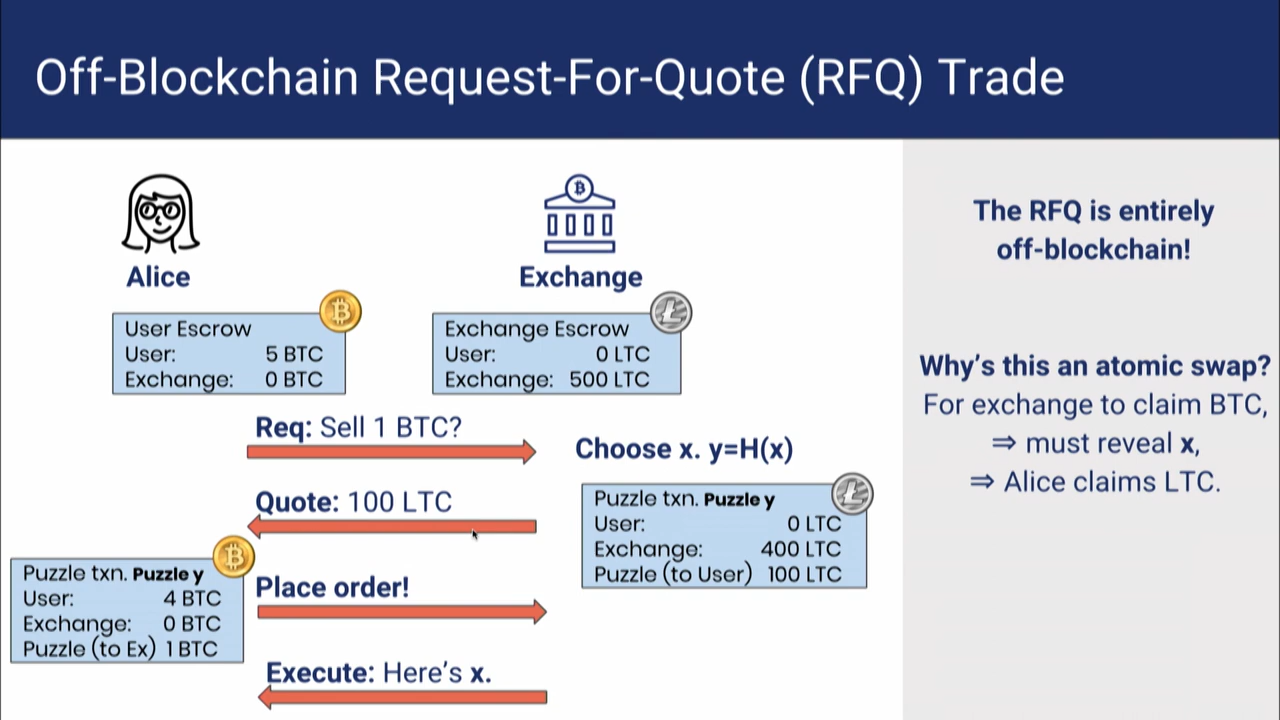 Off-Blockchain Request-For-Quote (RFQ) Trade
Alice
Exchange
User Escrow
User: 5 BTC
Exchange: 0 BTC
Exchange Escrow
User: 0 LTC
Exchange: 500 LTC
Req: Sell 1 BTC?
Choose x. y=H(x)
Quote: 100 LTC
Puzzle txn. Puzzle y
User: 0 LTC
Exchange: 400 LTC
Puzzle (to User) 100 LTC
Puzzle txn. Puzzle y
User: 4 BTC
Exchange: 0 BTC
Puzzle (to Ex) 1 BTC
Place order!
Execute: Here's x.
The RFQ is entirely
off-blockchain!
Why's this an atomic swap?
For exchange to claim BTC,
⇒ must reveal x,
⇒ Alice claims LTC.